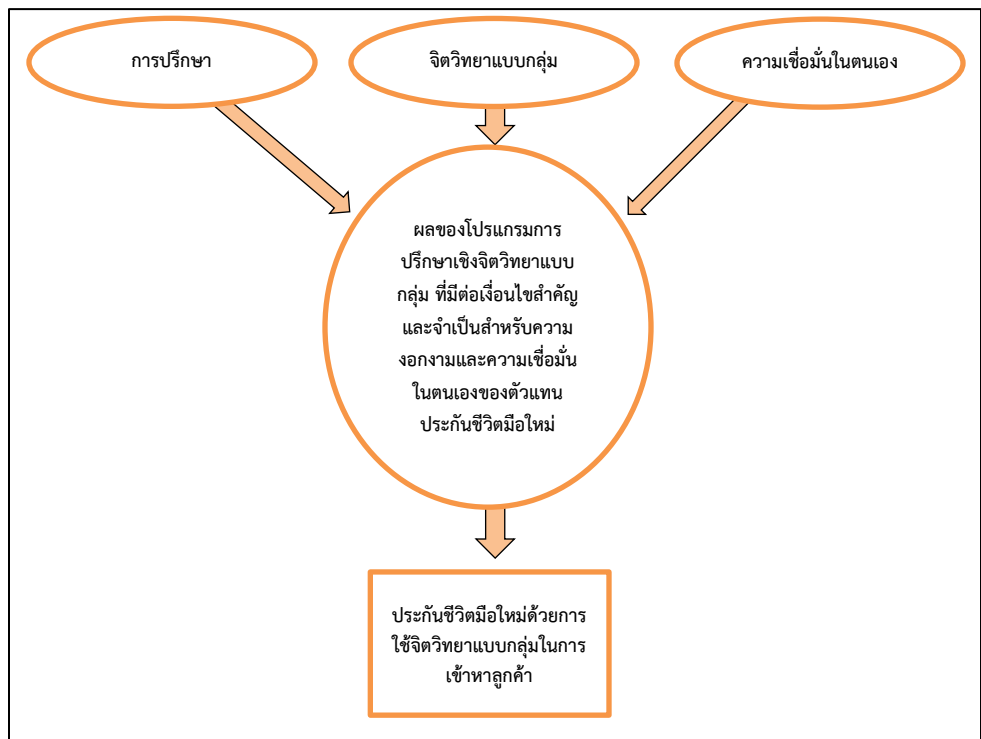 การปรึกษา
จิตวิทยาแบบกลุ่ม
ความเชื่อมั่นในตนเอง
ผลของโปรแกรมการ
ปรึกษาเชิงจิตวิทยาแบบ
กลุ่ม ที่มีต่อเงื่อนไขสำคัญ
และจำเป็นสำหรับความ
งอกงามและความเชื่อมั่น
ในตนเองของตัวแทน
ประกันชีวิตมือใหม่
ประกันชีวิตมือใหม่ด้วยการ
ใช้จิตวิทยาแบบกลุ่มในการ
เข้าหาลูกค้า